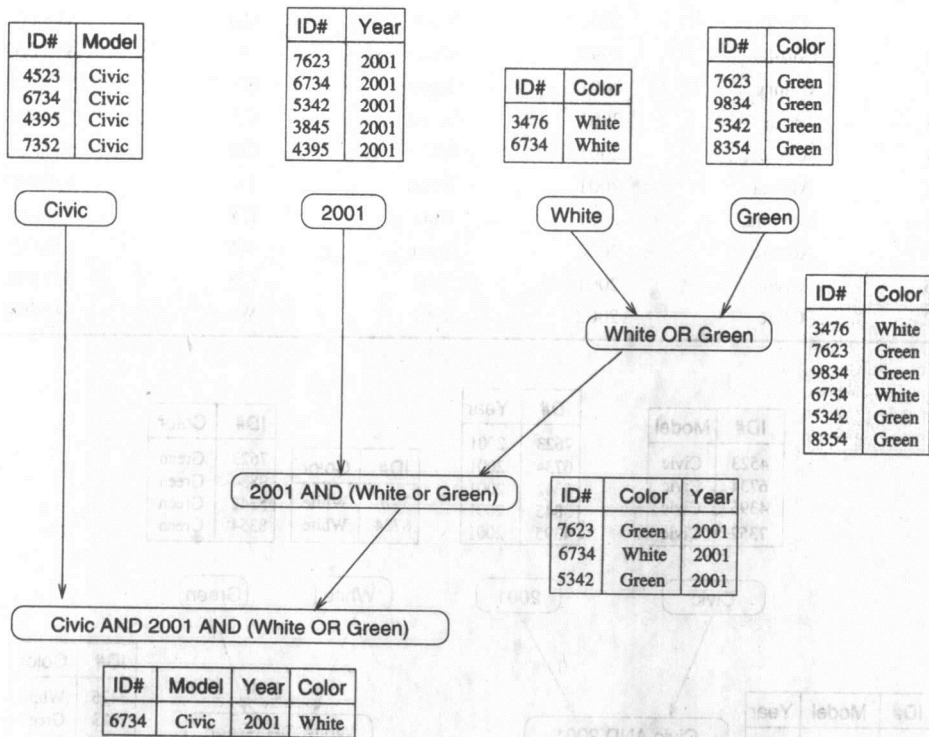 ID# Model
4523 Civic
6734 Civic
4395 Civic
7352 Civic
ID# Year
7623 2001
6734 2001
5342 2001
3845 2001
4395 2001
ID# Color
3476 White
6734 White
ID# Color
7623 Green
9834 Green
5342 Green
8354 Green
Civic
2001
White
Green
White OR Green
ID# Color
3476 White
7623 Green
9834 Green
6734 White
5342 Green
8354 Green
2001 AND (White or Green)
ID# Color Year
7623 Green 2001
6734 White 2001
5342 Green 2001
Civic AND 2001 AND (White OR Green)
ID# Model Year Color
6734 Civic 2001 White